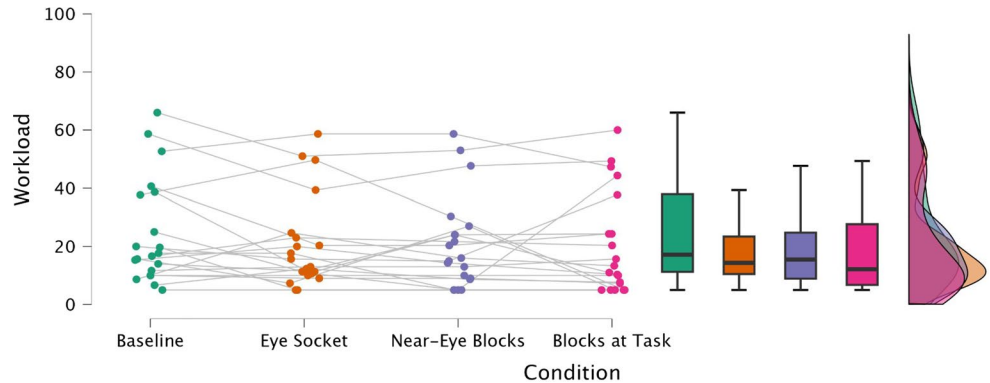 100
80
60
40
20
0
Workload
Baseline
Eye Socket
Near-Eye Blocks
Blocks at Task
Condition